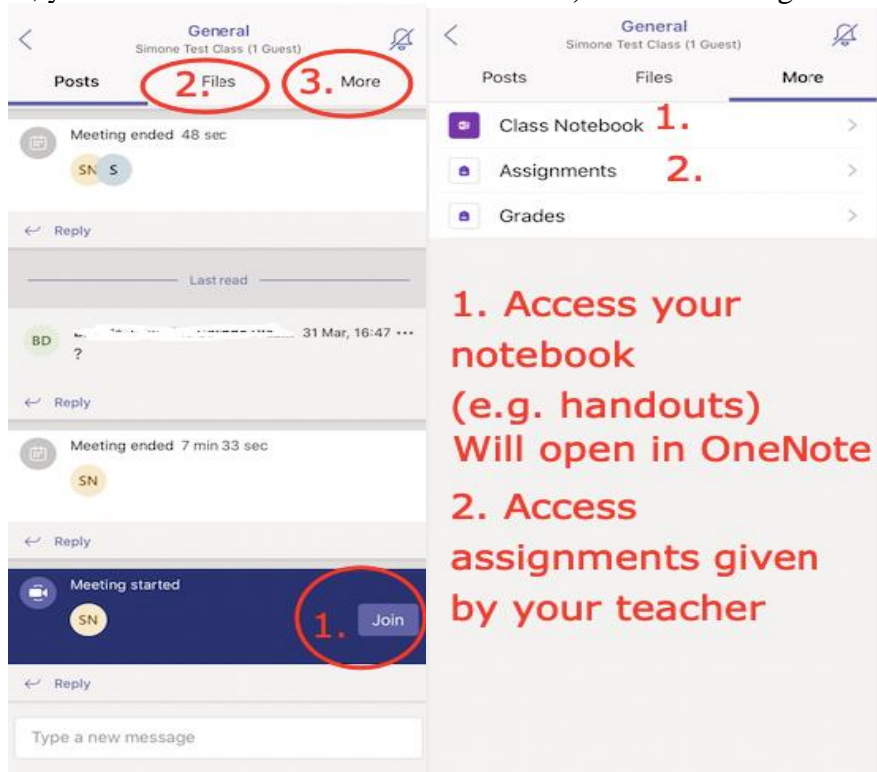 General
Simone Test Class (1 Guest)
Posts
2. Files
3. More
Meeting ended 48 sec
SN S
Reply
Last read
BD
31 Mar, 16:47 •••
?
Reply
Meeting ended 7 min 33 sec
SN
Reply
Meeting started
SN
1. Join
Reply
Type a new message
General
Simone Test Class (1 Guest)
Posts Files More
Class Notebook 1.
Assignments 2.
Grades
1. Access your
notebook
(e.g. handouts)
Will open in OneNote
2. Access
assignments given
by your teacher